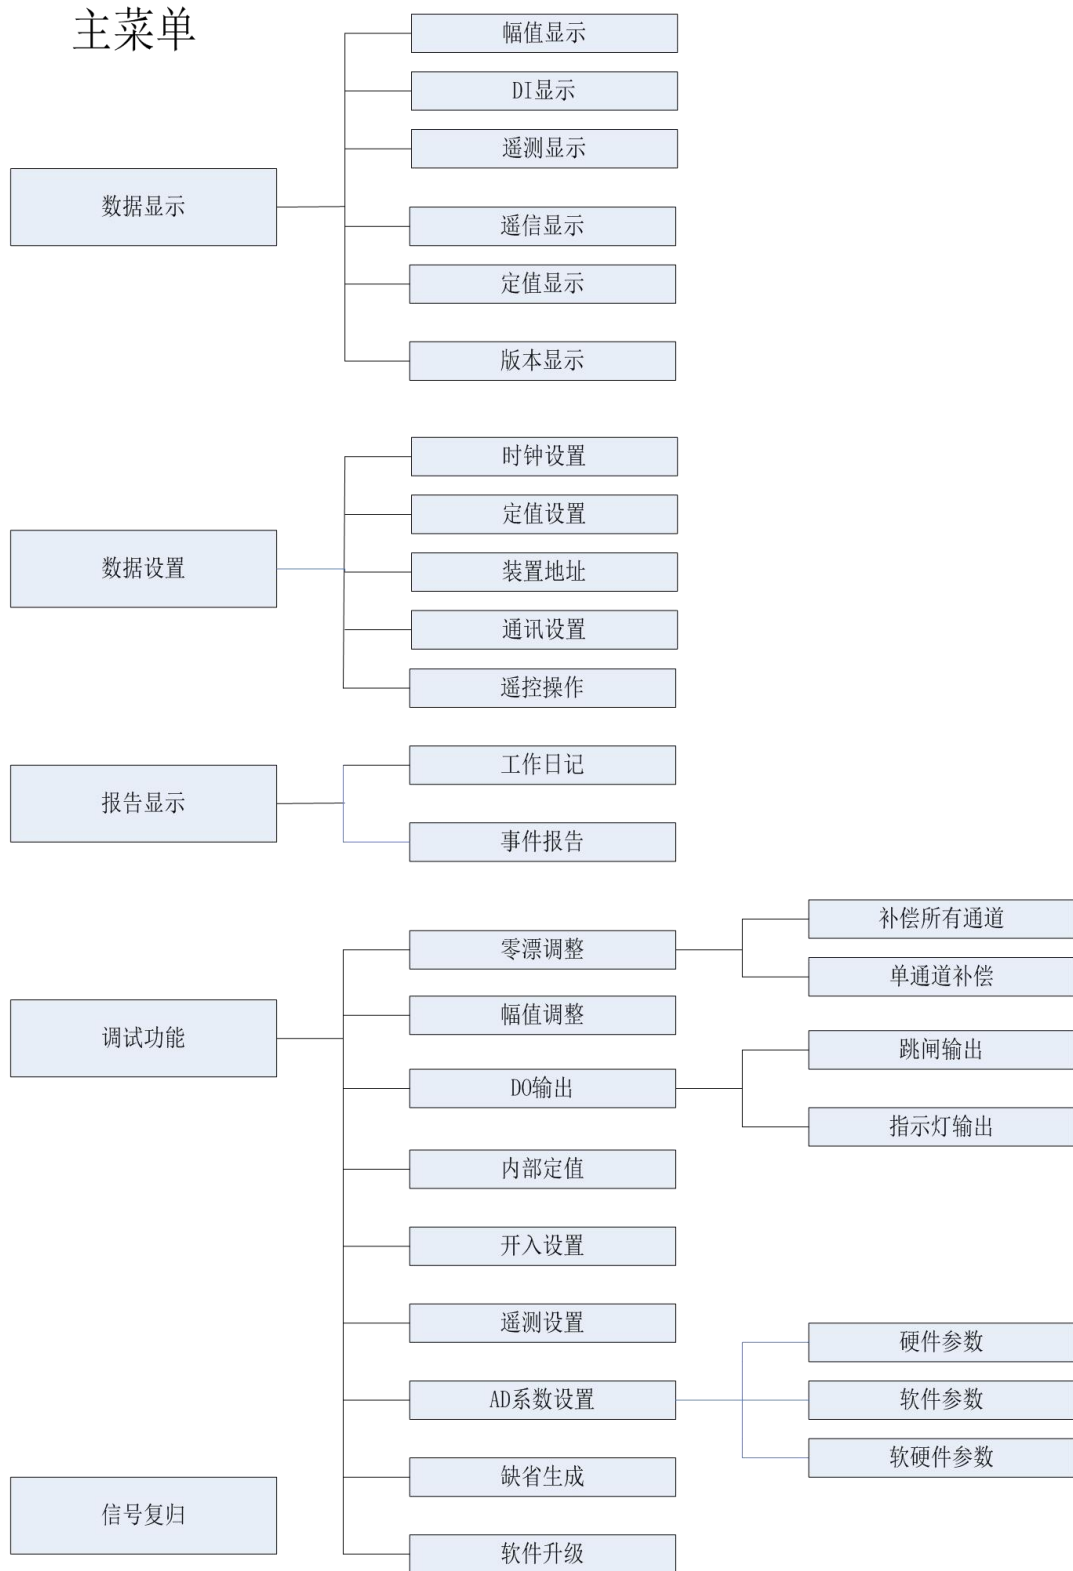 主菜单
数据显示
幅值显示
DI显示
遥测显示
遥信显示
定值显示
版本显示
数据设置
时钟设置
定值设置
装置地址
通讯设置
遥控操作
报告显示
工作日记
事件报告
调试功能
零漂调整
补偿所有通道
单通道补偿
幅值调整
DO输出
跳闸输出
指示灯输出
内部定值
开入设置
遥测设置
AD系数设置
硬件参数
软件参数
软硬件参数
缺省生成
软件升级
信号复归